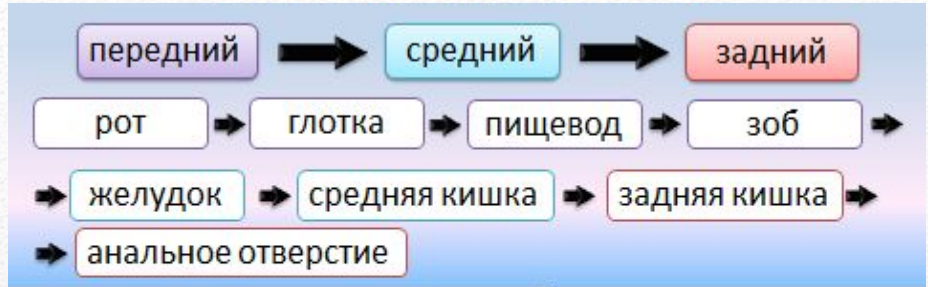 передний средний задний
рот глотка пищевод зоб
желудок средняя кишка задняя кишка
анальное отверстие